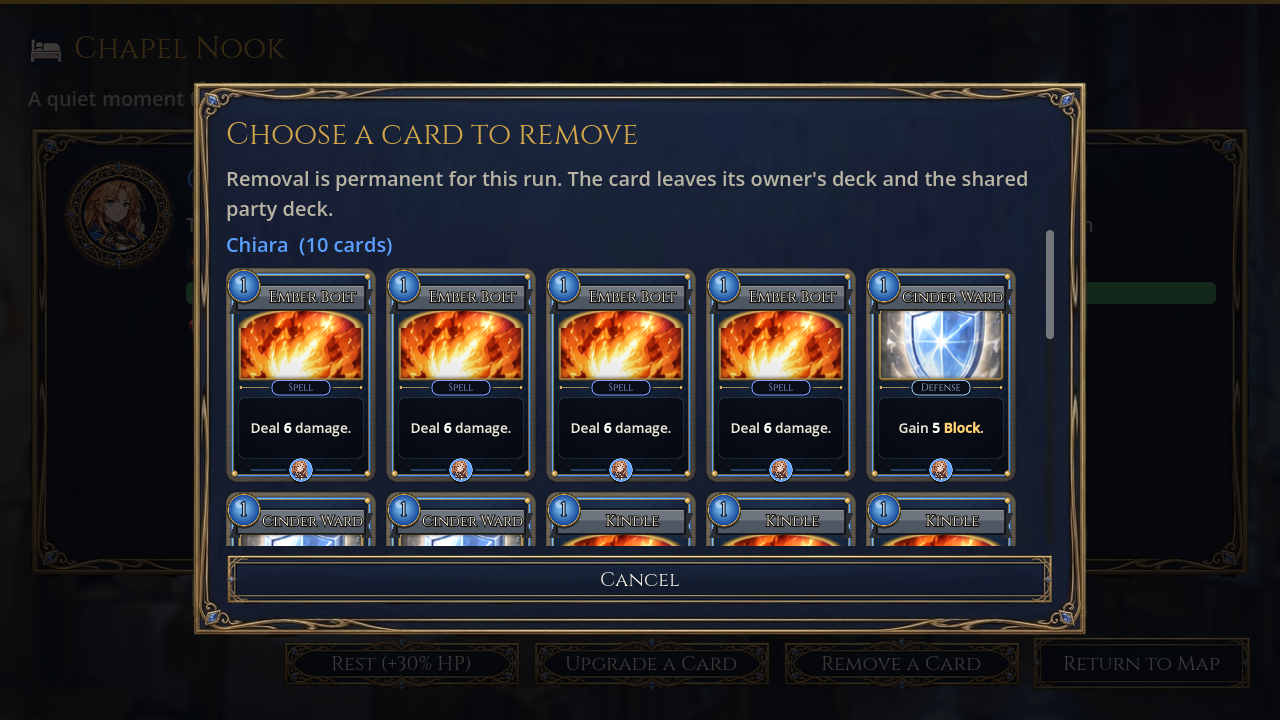 Chapel Nook
A quiet moment t
Choose a card to remove
Removal is permanent for this run. The card leaves its owner's deck and the shared
party deck.
Chiara (10 cards)
1 Ember Bolt
Spell
Deal 6 damage.
1 Ember Bolt
Spell
Deal 6 damage.
1 Ember Bolt
Spell
Deal 6 damage.
1 Ember Bolt
Spell
Deal 6 damage.
1 Cinder Ward
Defense
Gain 5 Block.
1 Cinder Ward
1 Cinder Ward
1 Kindle
1 Kindle
1 Kindle
Cancel
Rest (+30% HP)
Upgrade a Card
Remove a Card
Return to Map